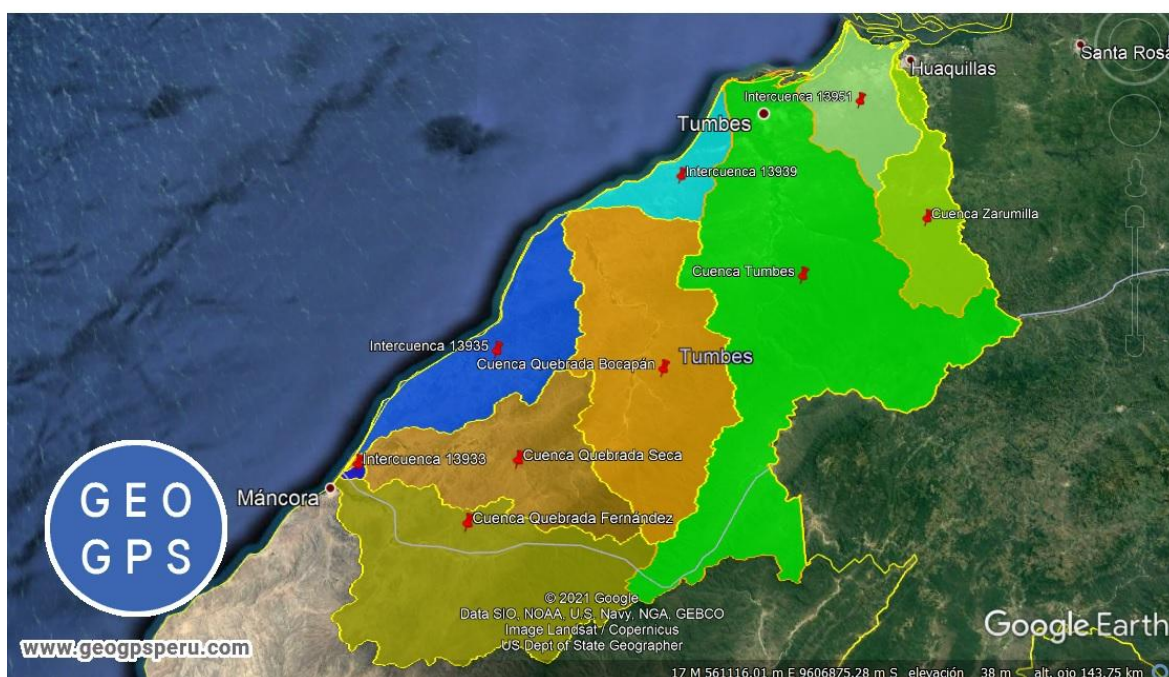 Santa Rosa
Huaquillas
Intercuenca 13951
Tumbes
Intercuenca 13939
Cuenca Zarumilla
Cuenca Tumbes
Intercuenca 13935
Cuenca Quebrada Bocapán
Tumbes
Intercuenca 13933
Cuenca Quebrada Seca
Máncora
Cuenca Quebrada Fernández
GEO
GPS
www.geogpsperu.com
© 2021 Google
Data SIO, NOAA, U.S. Navy, NGA, GEBCO
Image Landsat / Copernicus
US Dept of State Geographer
Google Earth
17 M 561116.01 m E 9606875.28 m S elevación 38 m alt. ojo 143.75 km